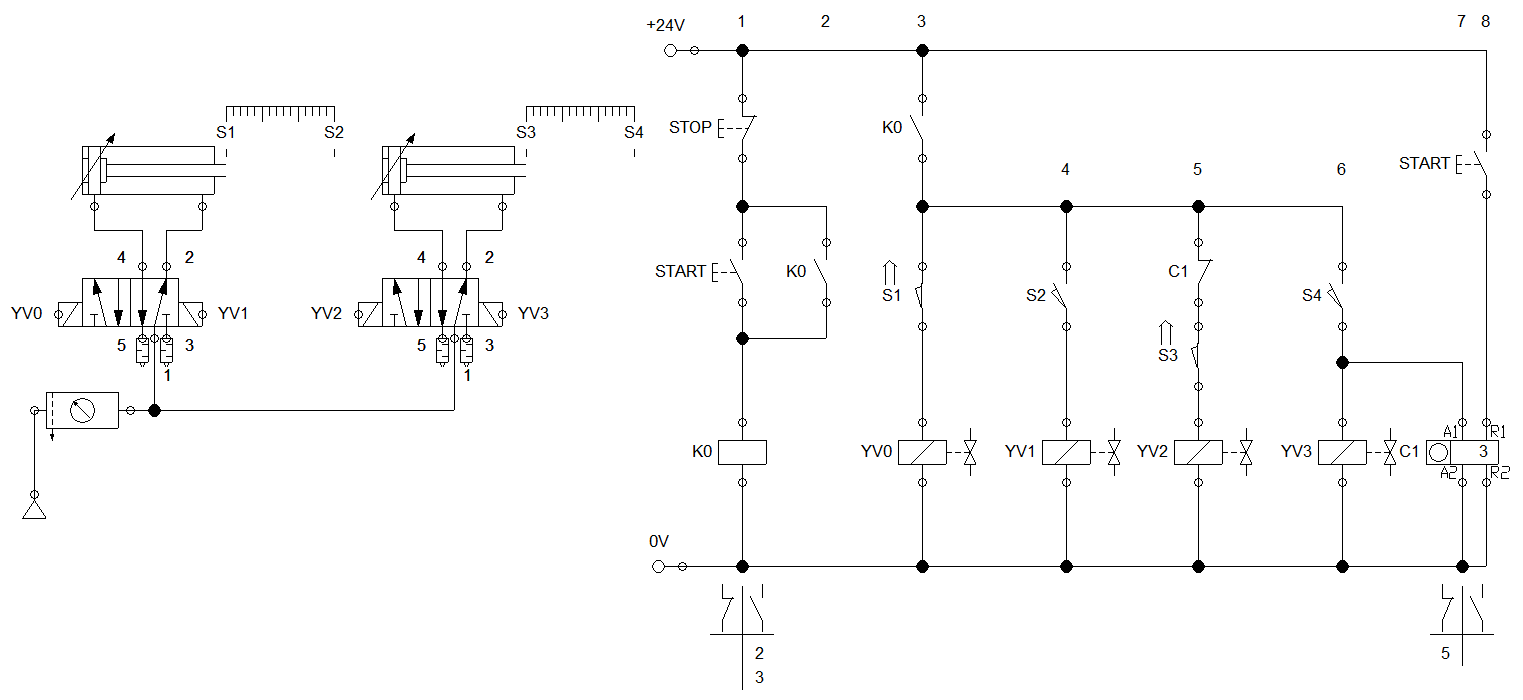 +24V 1 2 3 7 8
S1 S2 S3 S4
STOP K0
START
4 5 6
4 2 4 2
START K0 S1 S2 C1 S4
YV0 YV1 YV2 YV3
5 3 5 3
S3
1 1
A1 R1
K0 YV0 YV1 YV2 YV3 C1 3
A2 R2
0V
2 5
3